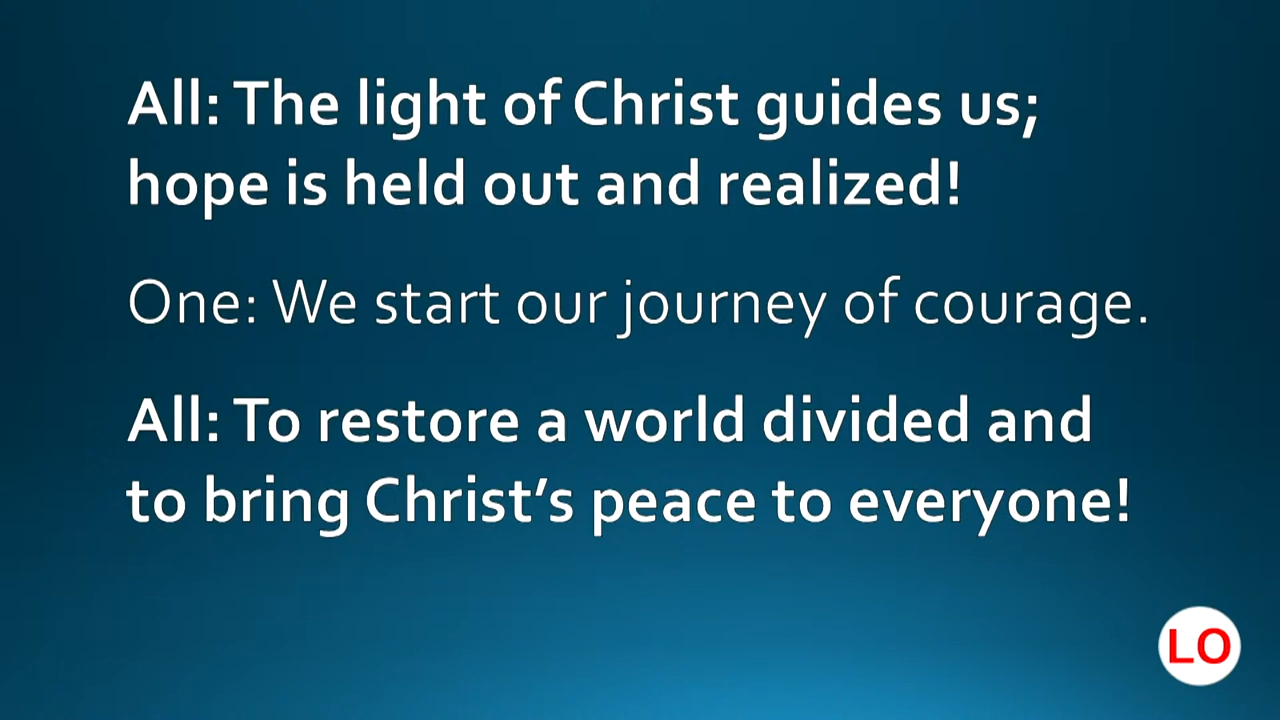 All: The light of Christ guides us;
hope is held out and realized!
One: We start our journey of courage.
All: To restore a world divided and
to bring Christ’s peace to everyone!
LO